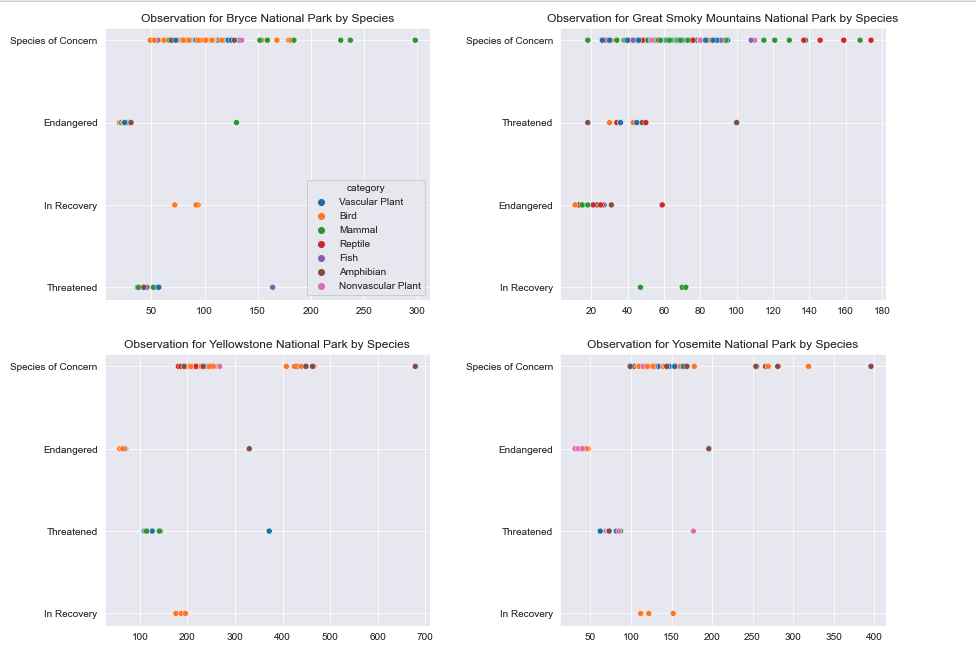 Observation for Bryce National Park by Species
Species of Concern
Endangered
In Recovery
Threatened
category
Vascular Plant
Bird
Mammal
Reptile
Fish
Amphibian
Nonvascular Plant
50 100 150 200 250 300
Observation for Great Smoky Mountains National Park by Species
Species of Concern
Threatened
Endangered
In Recovery
20 40 60 80 100 120 140 160 180
Observation for Yellowstone National Park by Species
Species of Concern
Endangered
Threatened
In Recovery
100 200 300 400 500 600 700
Observation for Yosemite National Park by Species
Species of Concern
Endangered
Threatened
In Recovery
50 100 150 200 250 300 350 400